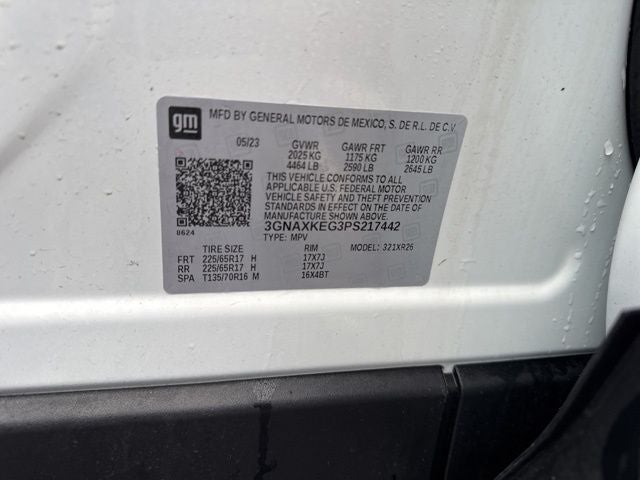 gm MFD BY GENERAL MOTORS DE MEXICO, S. DE R.L. DE C.V.
05/23 GVWR GAWR FRT GAWR RR
2025 KG 1175 KG 1200 KG
4464 LB 2590 LB 2645 LB
THIS VEHICLE CONFORMS TO ALL
APPLICABLE U.S. FEDERAL MOTOR
VEHICLE SAFETY AND THEFT PREVENTION
STANDARDS IN EFFECT ON THE DATE OF
MANUFACTURE SHOWN ABOVE.
3GNAXKEG3PS217442
0624 TYPE: MPV MODEL: 321XR26
TIRE SIZE RIM
FRT 225/65R17 H 17X7J
RR 225/65R17 H 17X7J
SPA T135/70R16 M 16X4BT